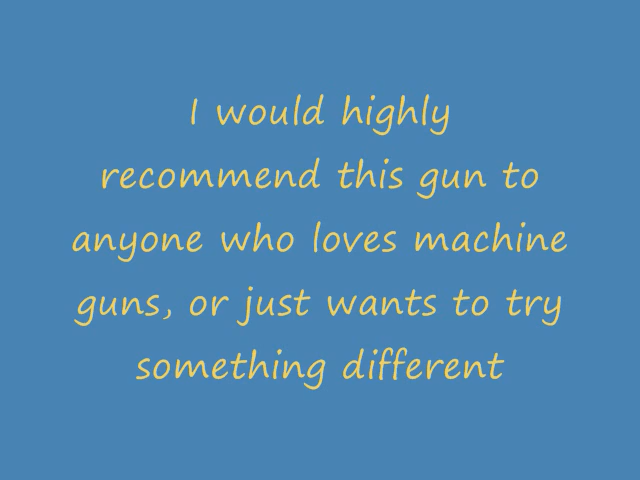 I would highly
recommend this gun to
anyone who loves machine
guns, or just wants to try
something different